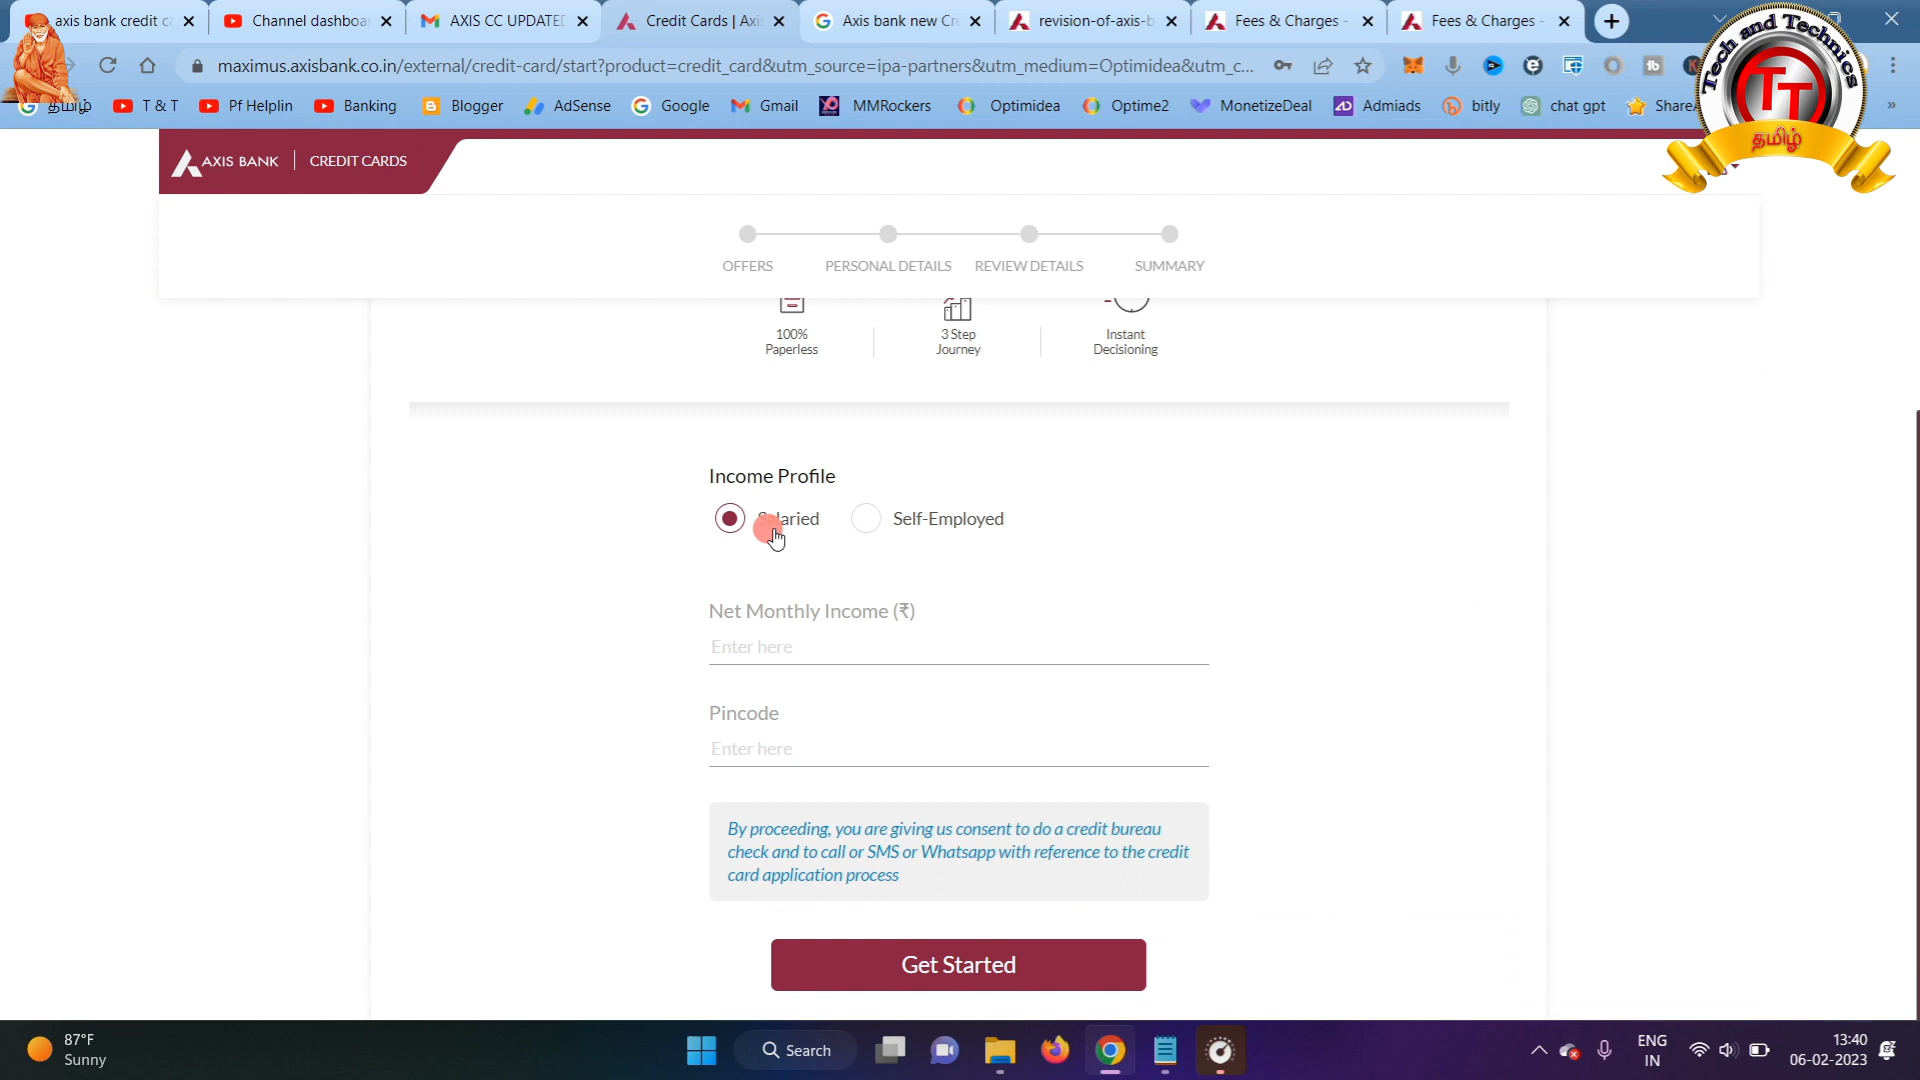 axis bank credit ca
Channel dashboa
AXIS CC UPDATED
Credit Cards | Axis
Axis bank new Cr
revision-of-axis-b
Fees & Charges -
Fees & Charges -
maximus.axisbank.co.in/external/credit-card/start?product=credit_card&utm_source=ipa-partners&utm_medium=Optimidea&utm_c...
தமிழ்
T & T
Pf Helplin
Banking
Blogger
AdSense
Google
Gmail
MMRockers
Optimidea
Optime2
MonetizeDeal
Admiads
bitly
chat gpt
ShareA
»
Tech and Technics
TT
தமிழ்
AXIS BANK | CREDIT CARDS
OFFERS
PERSONAL DETAILS
REVIEW DETAILS
SUMMARY
100%
Paperless
3 Step
Journey
Instant
Decisioning
Income Profile
Salaried
Self-Employed
Net Monthly Income (₹)
Enter here
Pincode
Enter here
By proceeding, you are giving us consent to do a credit bureau
check and to call or SMS or Whatsapp with reference to the credit
card application process
Get Started
87°F
Sunny
Search
ENG
IN
13:40
06-02-2023